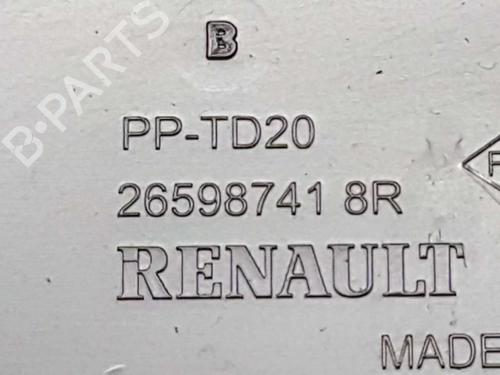 B
PP-TD20
26598741 8R
RENAULT
MADE
B-PARTS